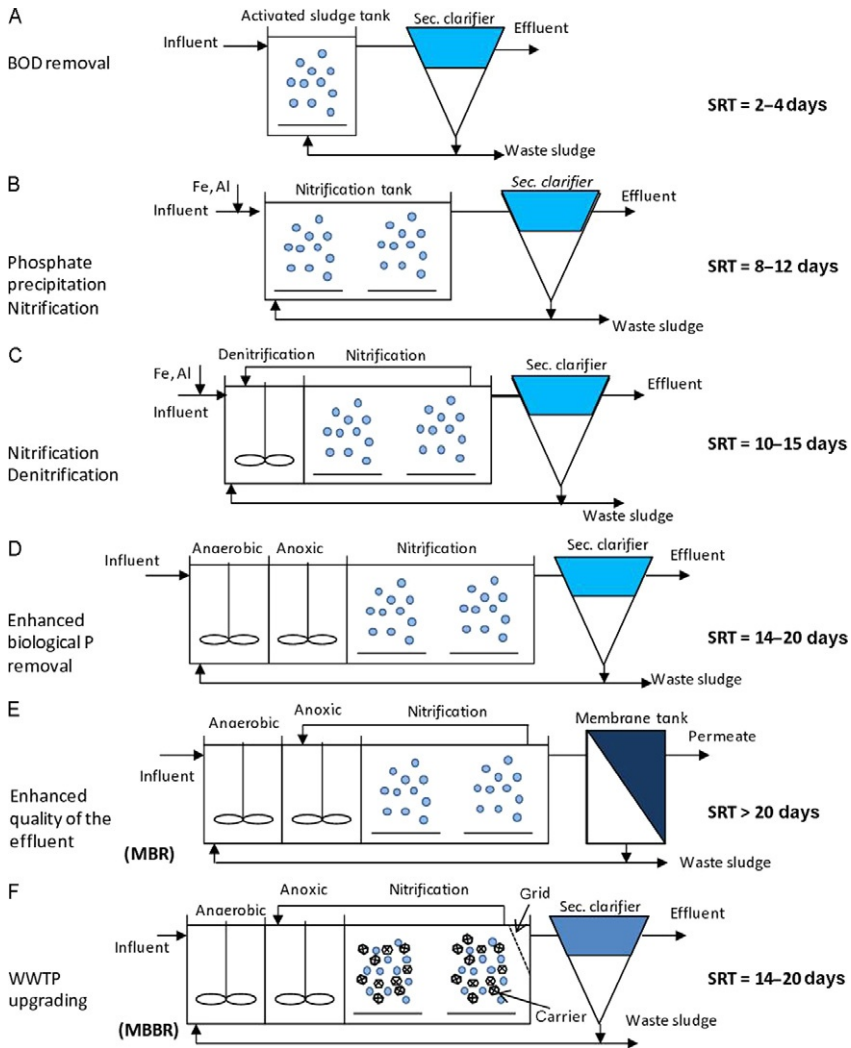 A
Activated sludge tank
Sec. clarifier
Influent
Effluent
BOD removal
SRT = 2–4 days
Waste sludge
B
Fe, Al
Nitrification tank
Sec. clarifier
Influent
Effluent
Phosphate
precipitation
Nitrification
SRT = 8–12 days
Waste sludge
C
Denitrification
Nitrification
Sec. clarifier
Fe, Al
Influent
Effluent
Nitrification
Denitrification
SRT = 10–15 days
Waste sludge
D
Anaerobic
Anoxic
Nitrification
Sec. clarifier
Influent
Effluent
Enhanced
biological P
removal
SRT = 14–20 days
Waste sludge
E
Anaerobic
Anoxic
Nitrification
Membrane tank
Permeate
Influent
Enhanced
quality of the
effluent
(MBR)
SRT > 20 days
Waste sludge
F
Anaerobic
Anoxic
Nitrification
Grid
Sec. clarifier
Effluent
Influent
WWTP
upgrading
(MBBR)
SRT = 14–20 days
Carrier
Waste sludge